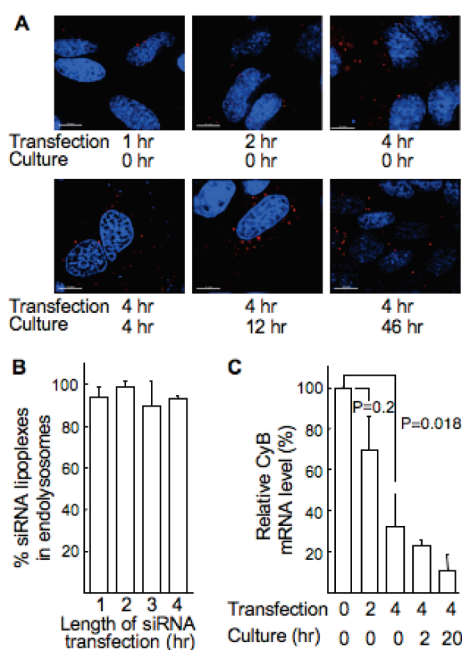 A
Transfection 1 hr 2 hr 4 hr
Culture 0 hr 0 hr 0 hr
Transfection 4 hr 4 hr 4 hr
Culture 4 hr 12 hr 46 hr
B
% siRNA lipoplexes
in endolysosomes
100
80
60
40
20
1 2 3 4
Length of siRNA
transfection (hr)
C
Relative CyB
mRNA level (%)
100
80
60
40
20
P=0.2
P=0.018
Transfection 0 2 4 4 4
Culture (hr) 0 0 0 2 20